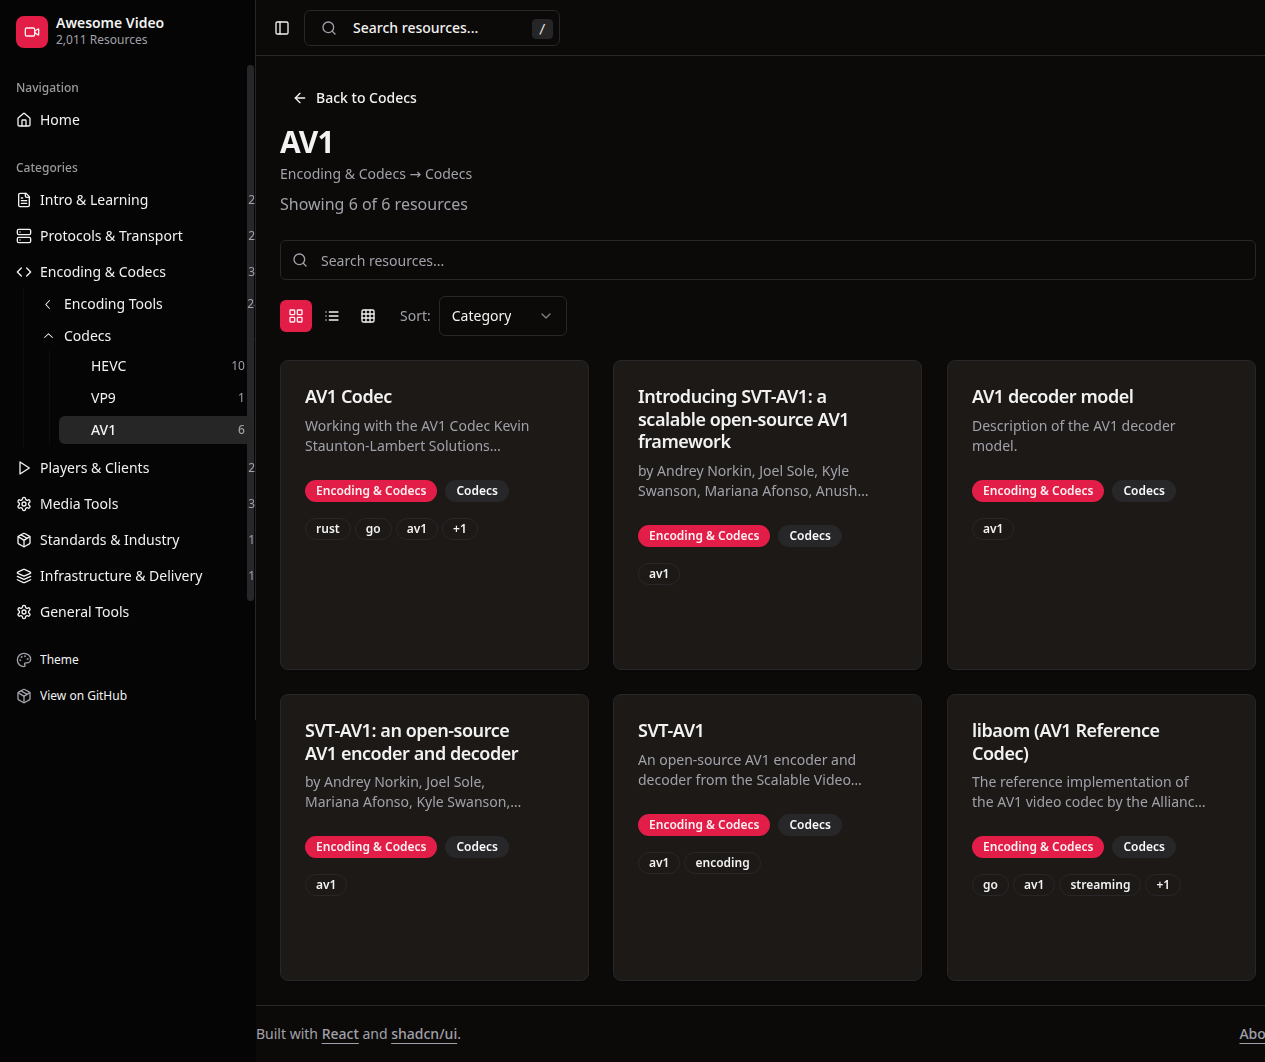 Awesome Video
2,011 Resources
Navigation
Home
Categories
Intro & Learning 2
Protocols & Transport 2
Encoding & Codecs 3
Encoding Tools 2
Codecs
HEVC 10
VP9 1
AV1 6
Players & Clients 2
Media Tools 3
Standards & Industry 1
Infrastructure & Delivery 1
General Tools
Theme
View on GitHub
Search resources... /
Back to Codecs
AV1
Encoding & Codecs → Codecs
Showing 6 of 6 resources
Search resources...
Sort: Category
AV1 Codec
Working with the AV1 Codec Kevin
Staunton-Lambert Solutions...
Encoding & Codecs Codecs
rust go av1 +1
Introducing SVT-AV1: a
scalable open-source AV1
framework
by Andrey Norkin, Joel Sole, Kyle
Swanson, Mariana Afonso, Anush...
Encoding & Codecs Codecs
av1
AV1 decoder model
Description of the AV1 decoder
model.
Encoding & Codecs Codecs
av1
SVT-AV1: an open-source
AV1 encoder and decoder
by Andrey Norkin, Joel Sole,
Mariana Afonso, Kyle Swanson,...
Encoding & Codecs Codecs
av1
SVT-AV1
An open-source AV1 encoder and
decoder from the Scalable Video...
Encoding & Codecs Codecs
av1 encoding
libaom (AV1 Reference
Codec)
The reference implementation of
the AV1 video codec by the Allianc...
Encoding & Codecs Codecs
go av1 streaming +1
Built with React and shadcn/ui.
Abo